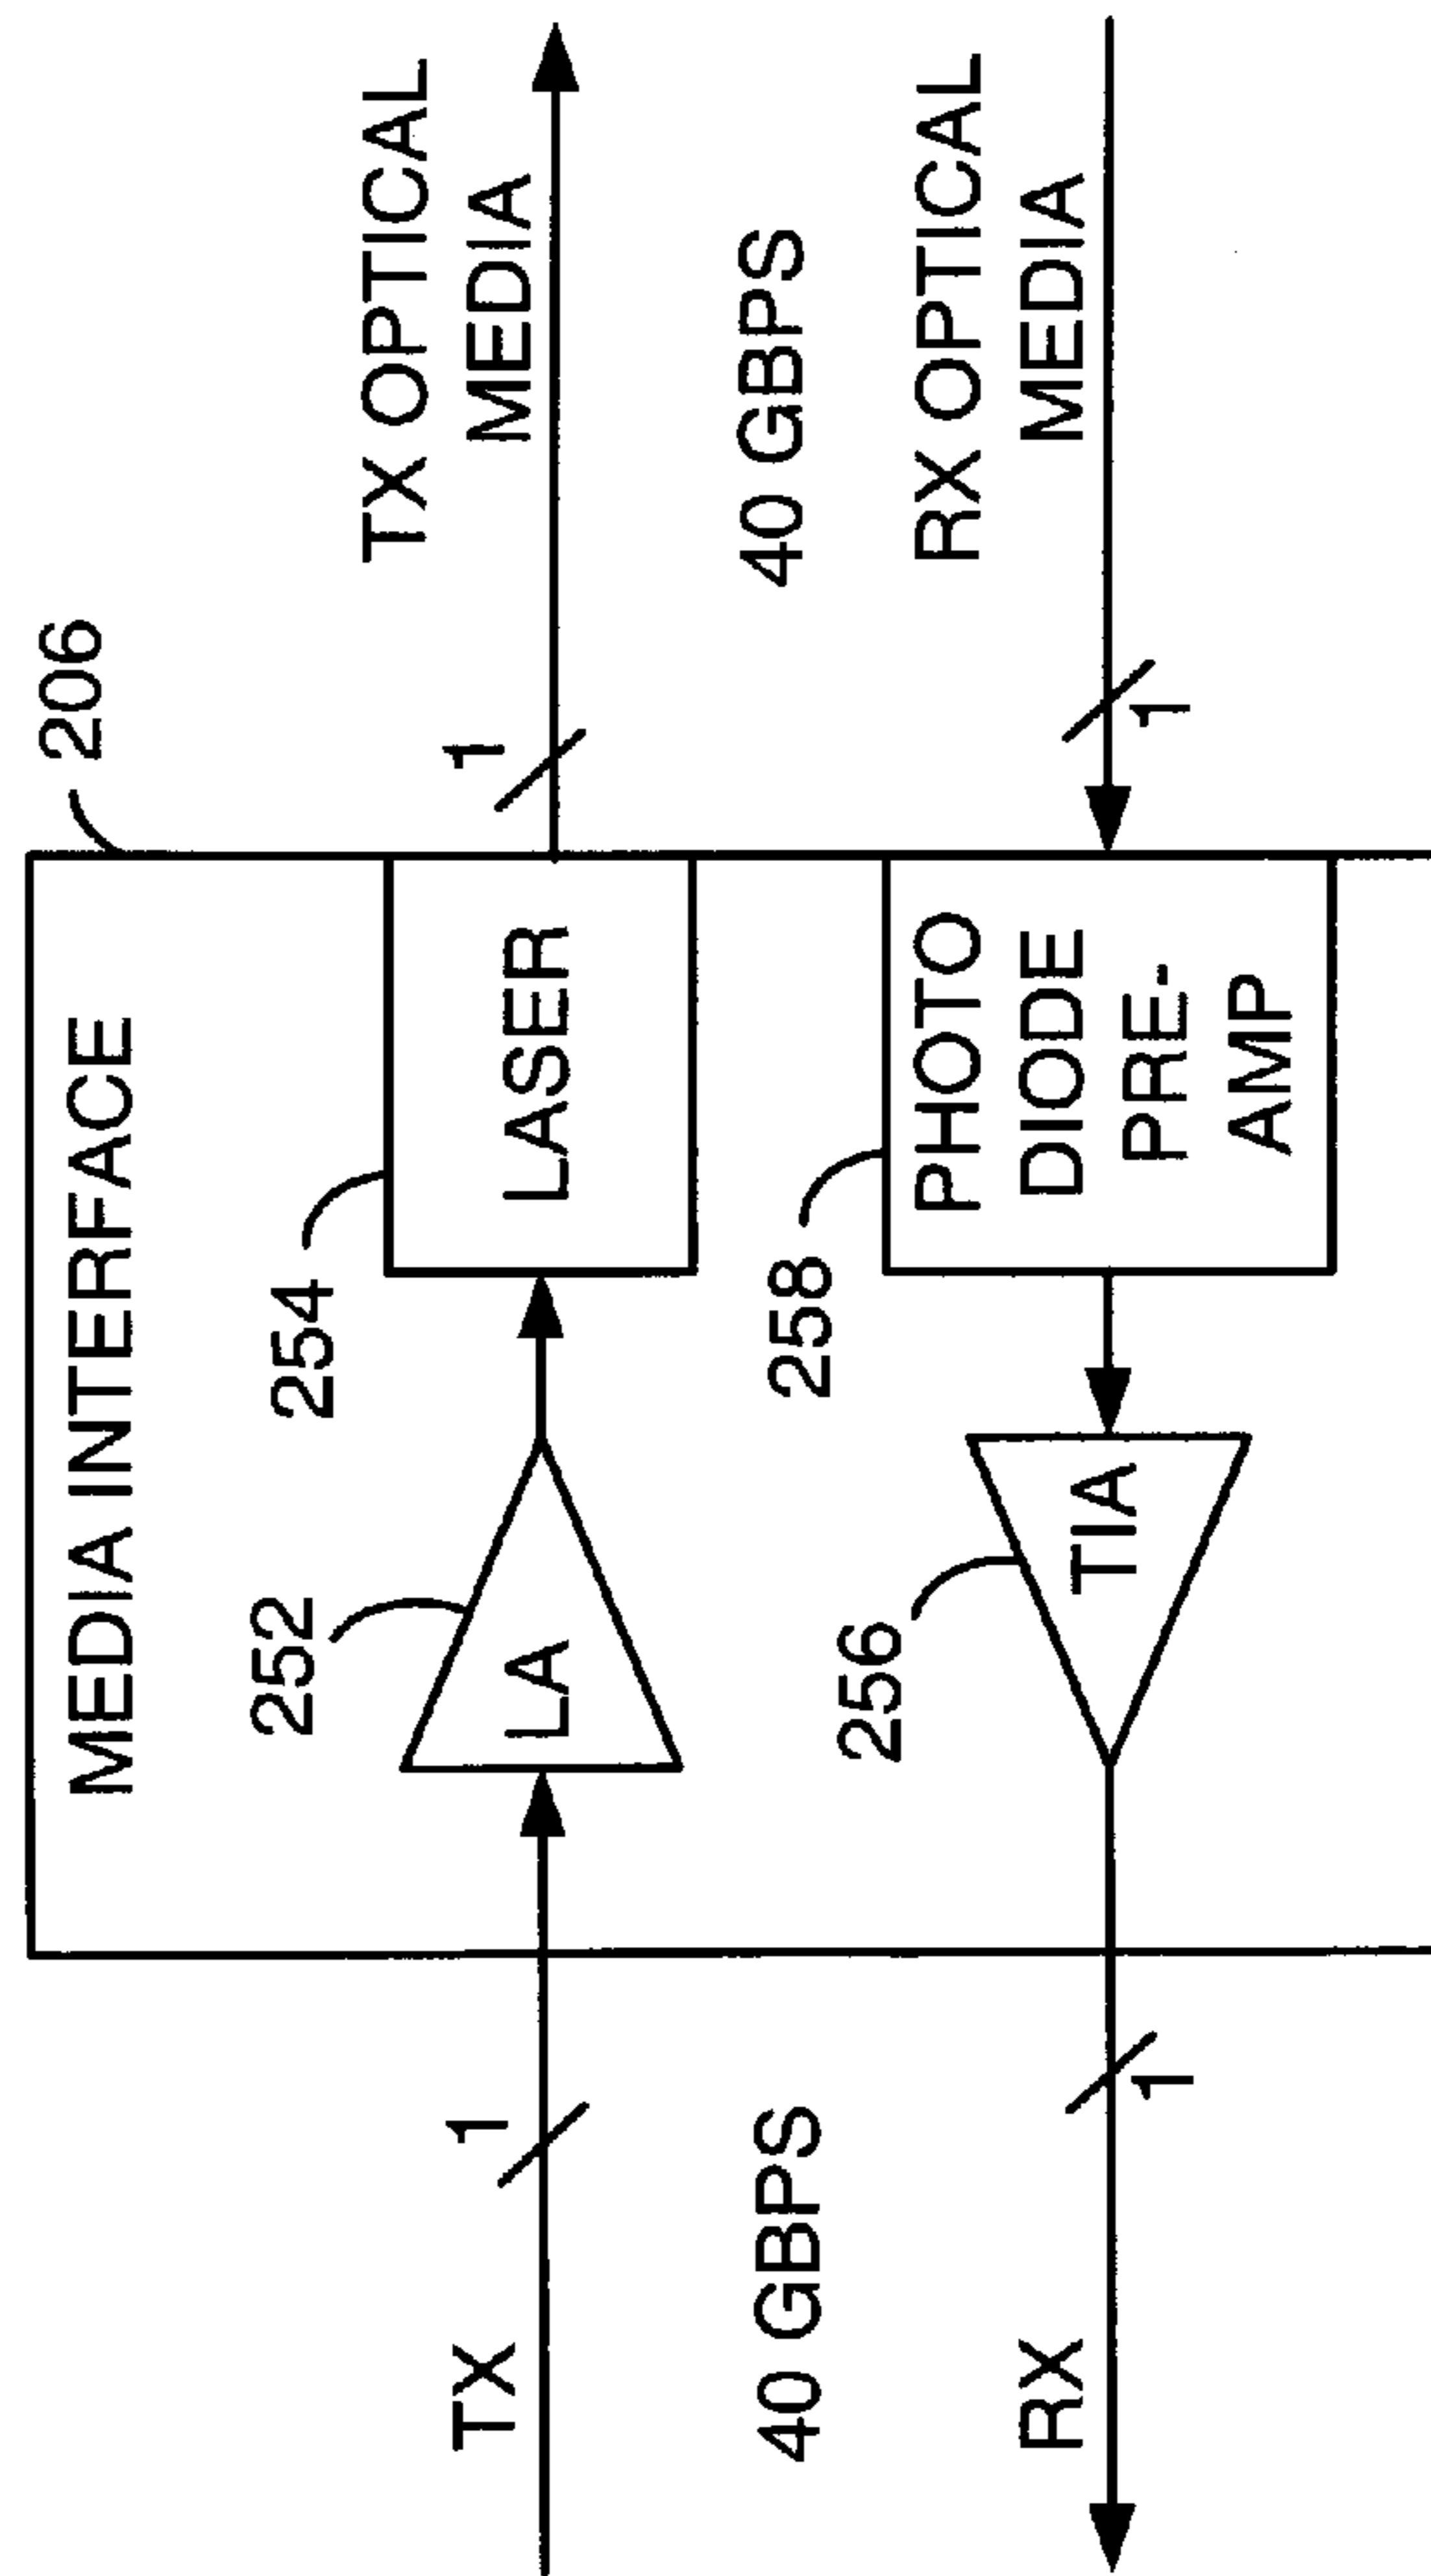 MEDIA INTERFACE
206
TX
1
252
LA
254
LASER
1
TX OPTICAL
MEDIA
40 GBPS
40 GBPS
RX
1
256
TIA
258
PHOTO
DIODE
PRE-
AMP
1
RX OPTICAL
MEDIA